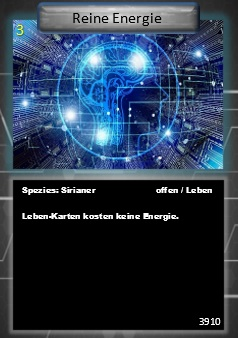 Reine Energie
3
Spezies: Sirianer offen / Leben
Leben-Karten kosten keine Energie.
3910